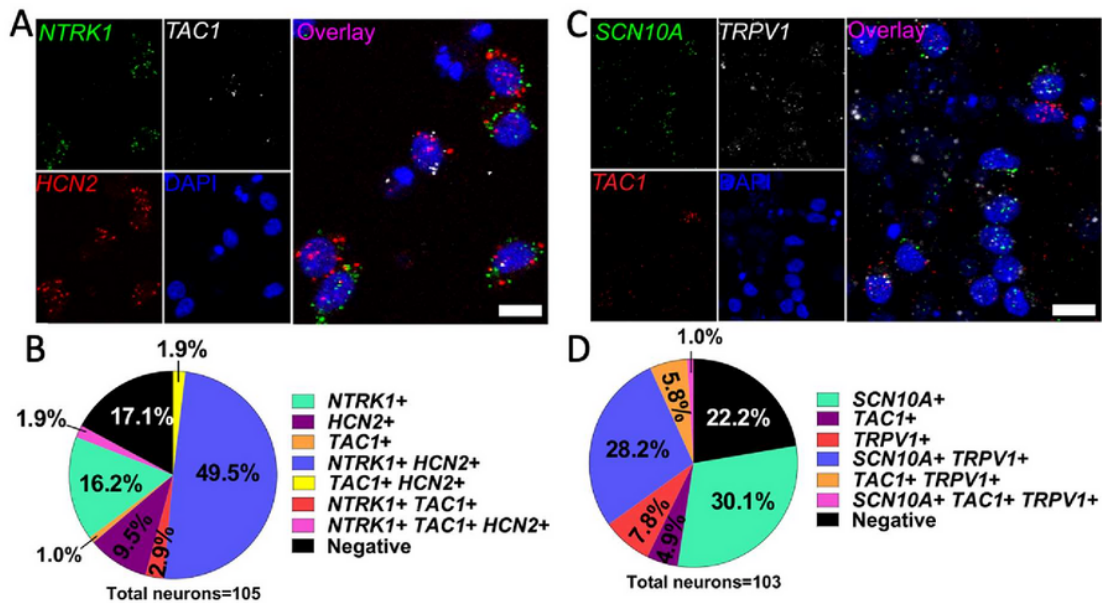 A
NTRK1
TAC1
Overlay
HCN2
DAPI
C
SCN10A
TRPV1
Overlay
TAC1
DAPI
B
1.9%
17.1%
49.5%
1.9%
16.2%
9.5%
2.9%
1.0%
NTRK1+
HCN2+
TAC1+
NTRK1+ HCN2+
TAC1+ HCN2+
NTRK1+ TAC1+
NTRK1+ TAC1+ HCN2+
Negative
Total neurons=105
D
1.0%
5.8%
22.2%
28.2%
30.1%
7.8%
4.9%
SCN10A+
TAC1+
TRPV1+
SCN10A+ TRPV1+
TAC1+ TRPV1+
SCN10A+ TAC1+ TRPV1+
Negative
Total neurons=103